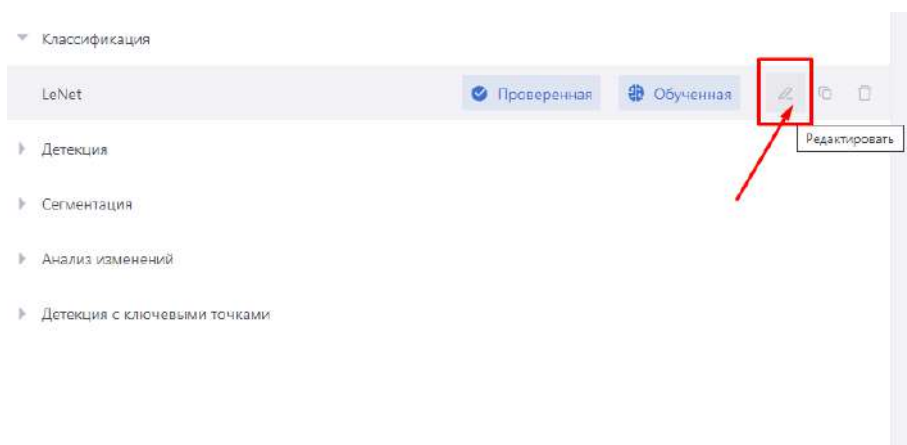 Классификация
LeNet Проверенная Обученная
Редактировать
Детекция
Сегментация
Анализ изменений
Детекция с ключевыми точками